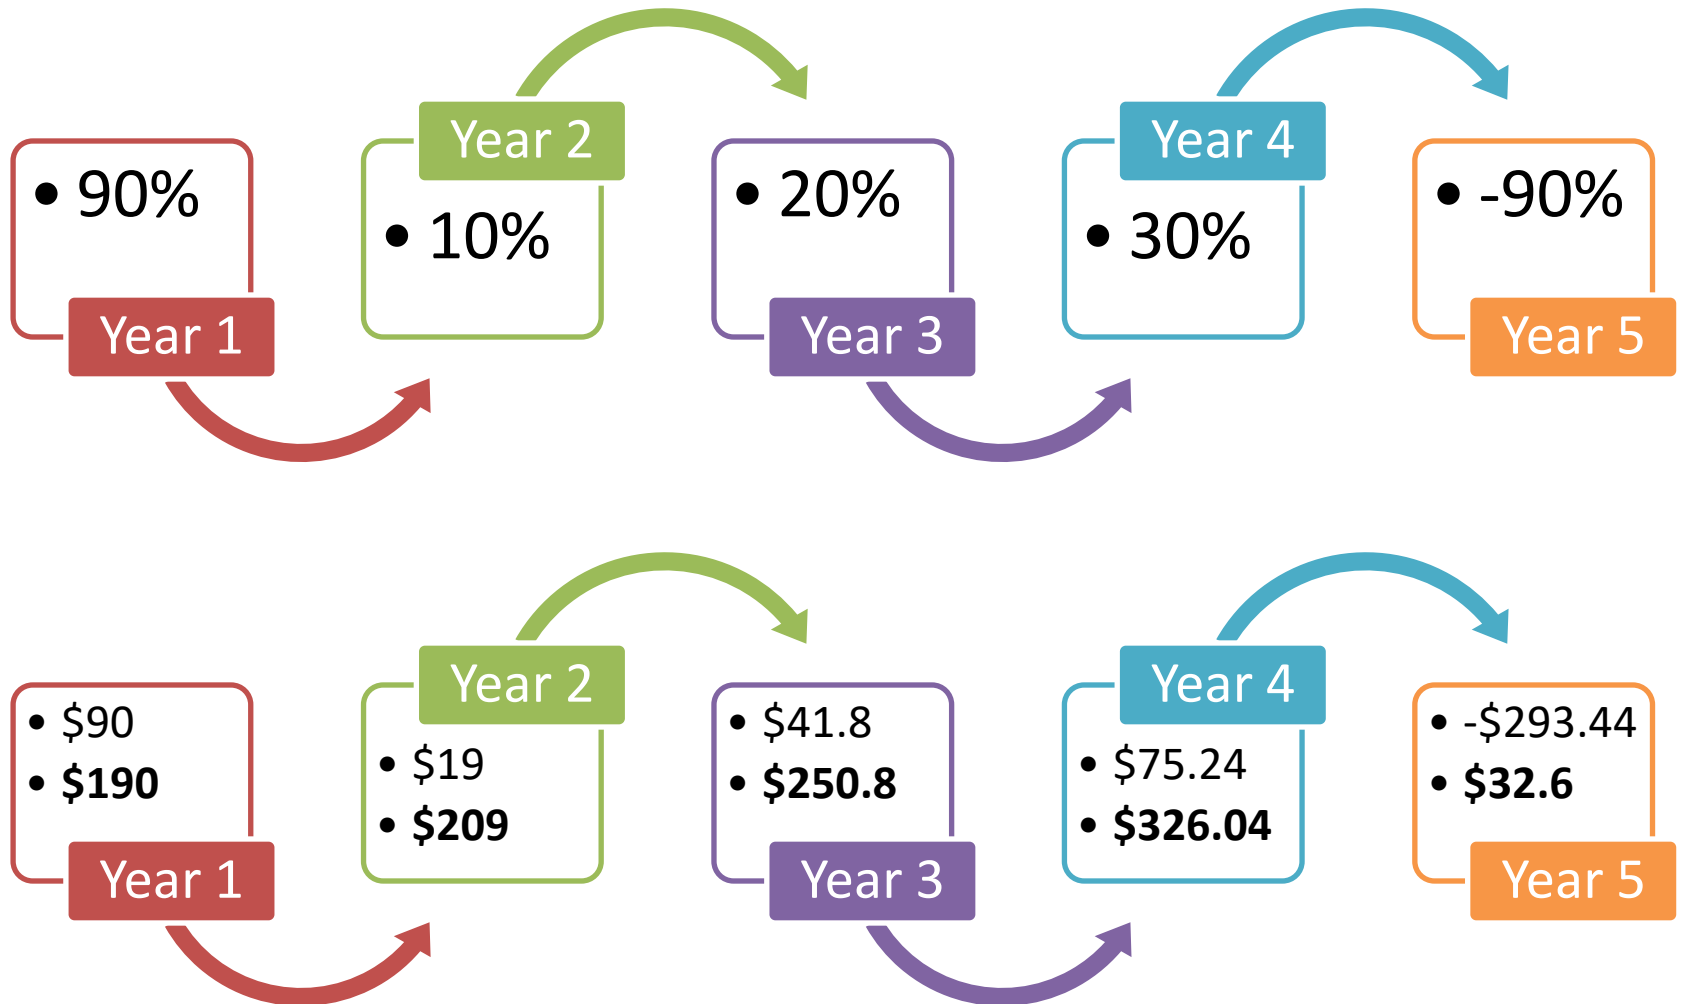 • 90%
Year 1
Year 2
• 10%
• 20%
Year 3
Year 4
• 30%
• -90%
Year 5
• $90
• $190
Year 1
Year 2
• $19
• $209
• $41.8
• $250.8
Year 3
Year 4
• $75.24
• $326.04
• -$293.44
• $32.6
Year 5